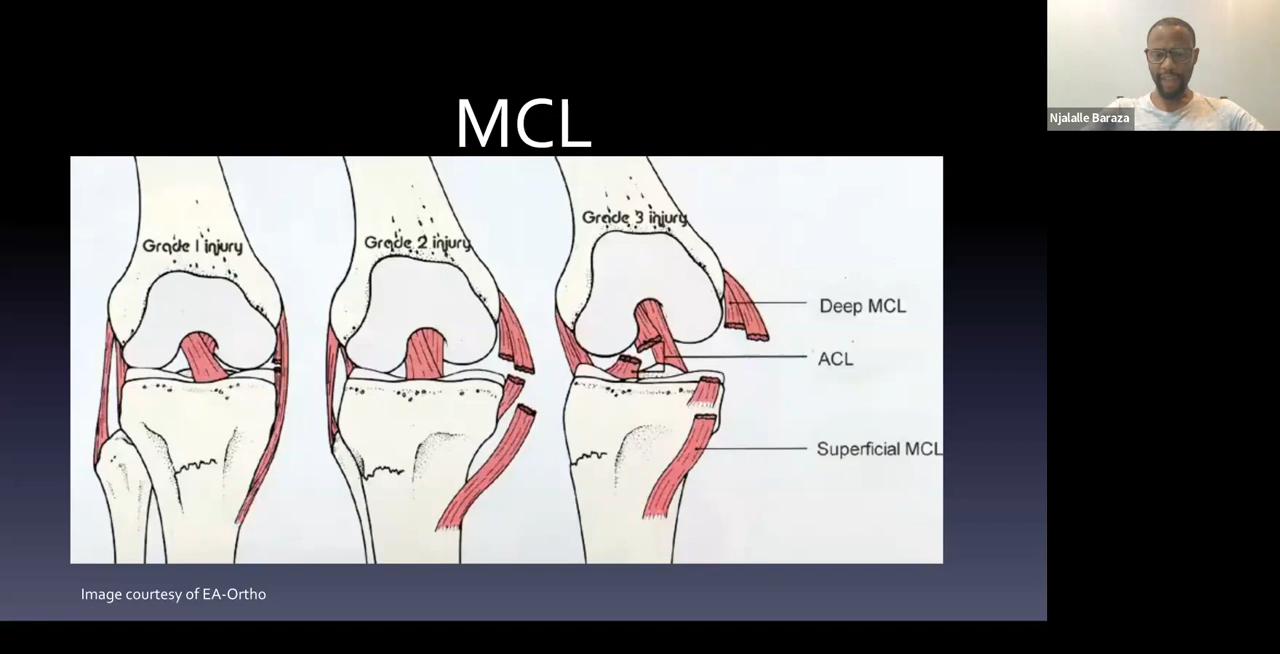 MCL
Njalalle Baraza
Grade 1 injury
Grade 2 injury
Grade 3 injury
Deep MCL
ACL
Superficial MCL
Image courtesy of EA-Ortho